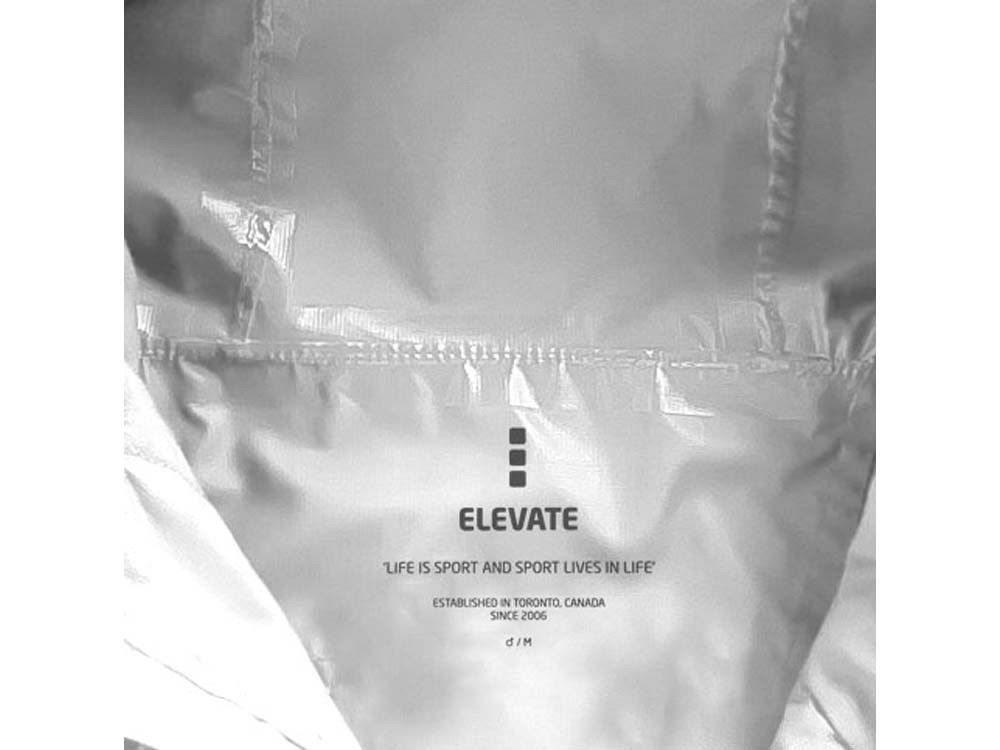 ELEVATE
'LIFE IS SPORT AND SPORT LIVES IN LIFE'
ESTABLISHED IN TORONTO, CANADA
SINCE 2006
♂ / M